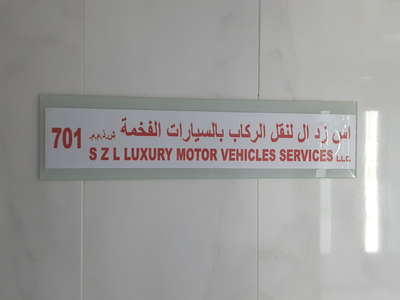 701 اس زد ال لنقل الركاب بالسيارات الفخمة ش.ذ.م.م.
S Z L LUXURY MOTOR VEHICLES SERVICES L.L.C.